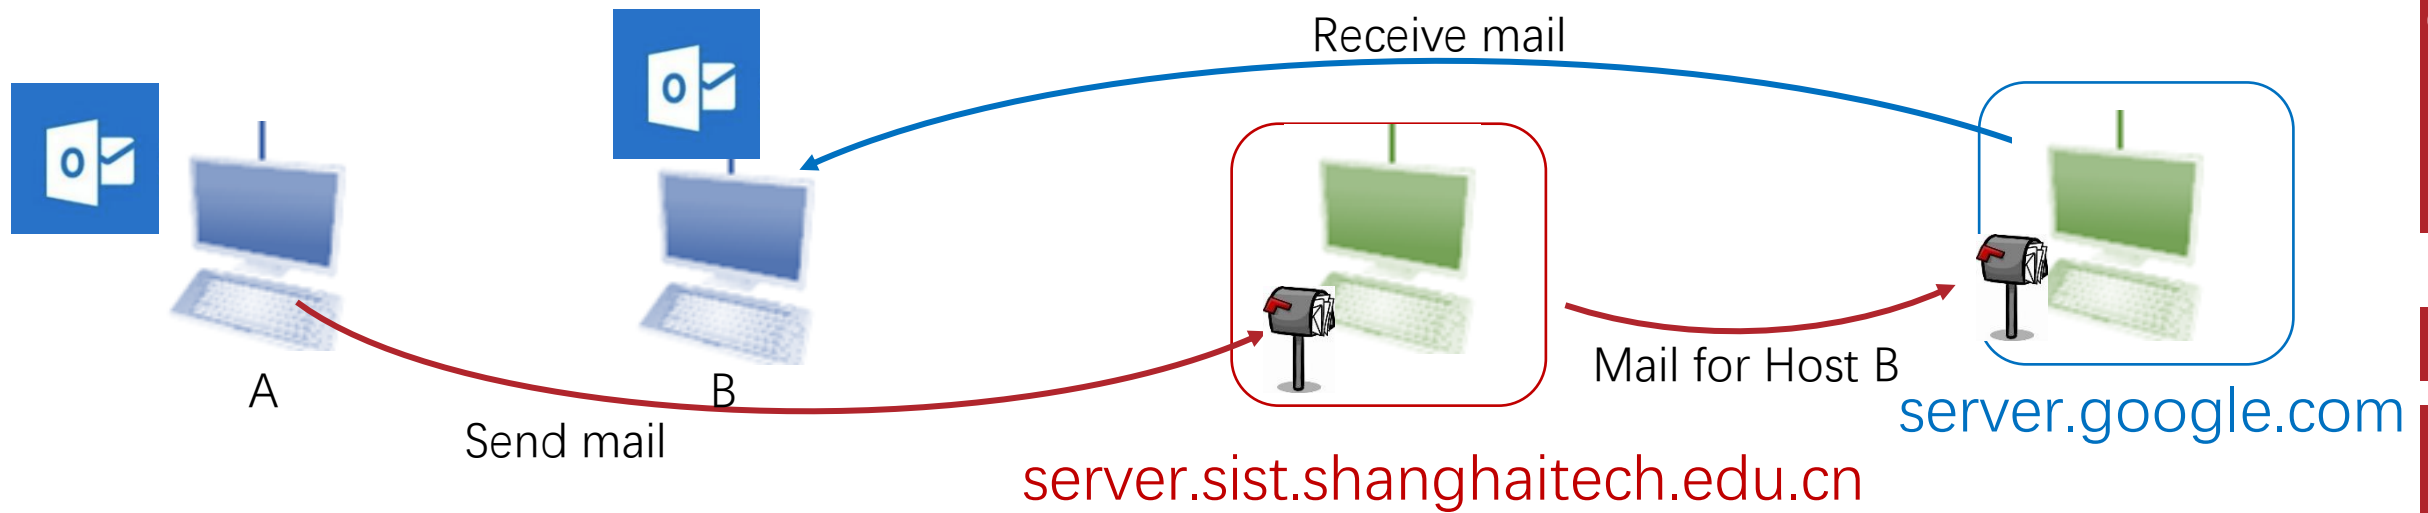 Receive mail
A
B
Send mail
Mail for Host B
server.google.com
server.sist.shanghaitech.edu.cn